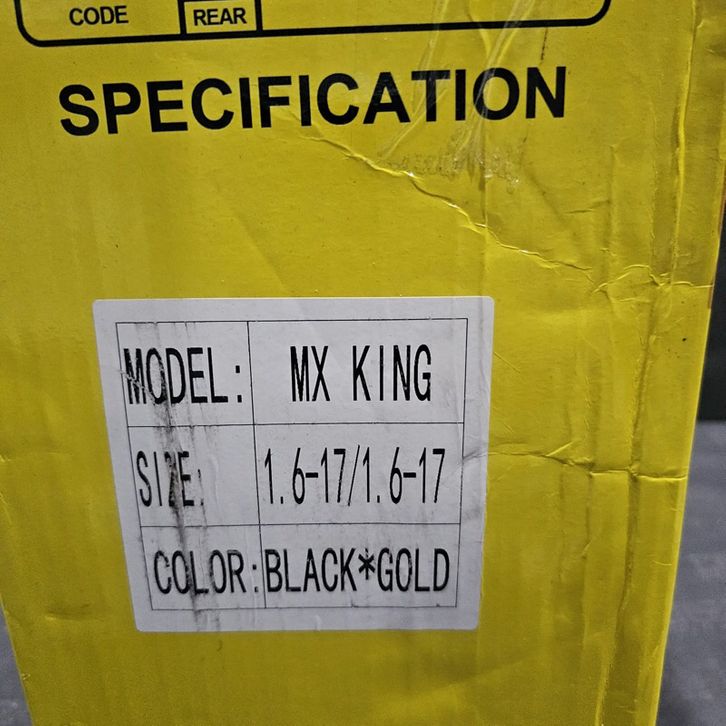 CODE
REAR
SPECIFICATION
MODEL: MX KING
SIZE: 1.6-17/1.6-17
COLOR: BLACK*GOLD